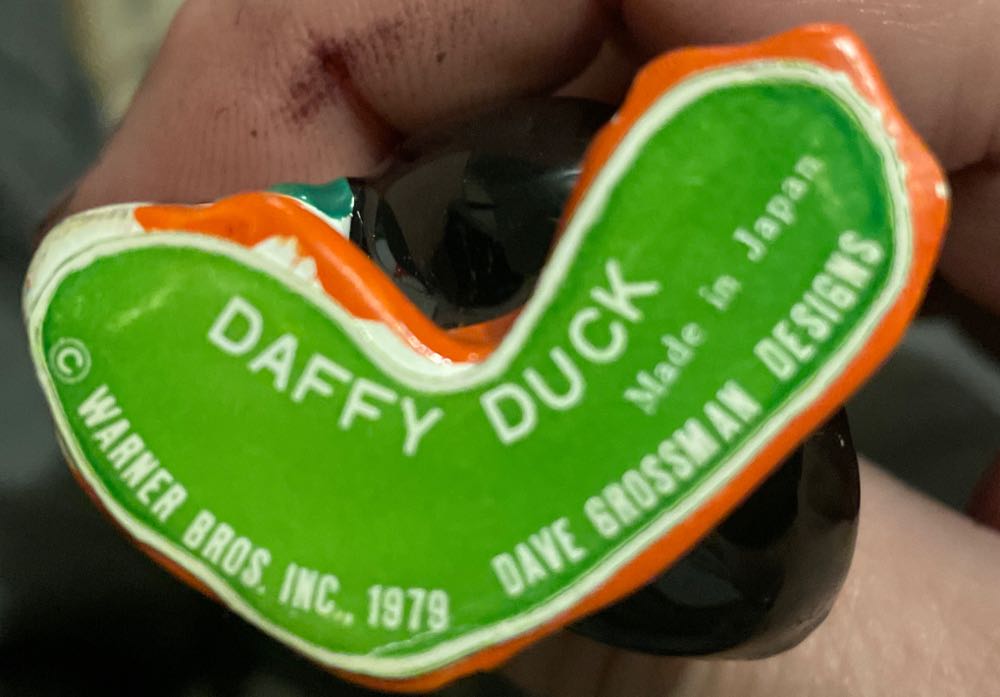 DAFFY DUCK
Made in Japan
© WARNER BROS. INC., 1979
DAVE GROSSMAN DESIGNS